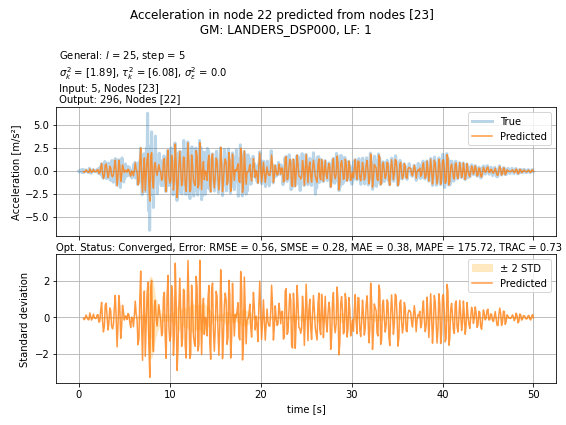 Acceleration in node 22 predicted from nodes [23]
GM: LANDERS_DSP000, LF: 1
General: l = 25, step = 5
σ²ₖ = [1.89], τ²ₖ = [6.08], σ²ε = 0.0
Input: 5, Nodes [23]
Output: 296, Nodes [22]
Acceleration [m/s²]
5.0
2.5
0.0
−2.5
−5.0
True
Predicted
Opt. Status: Converged, Error: RMSE = 0.56, SMSE = 0.28, MAE = 0.38, MAPE = 175.72, TRAC = 0.73
Standard deviation
2
0
−2
± 2 STD
Predicted
0 10 20 30 40 50
time [s]